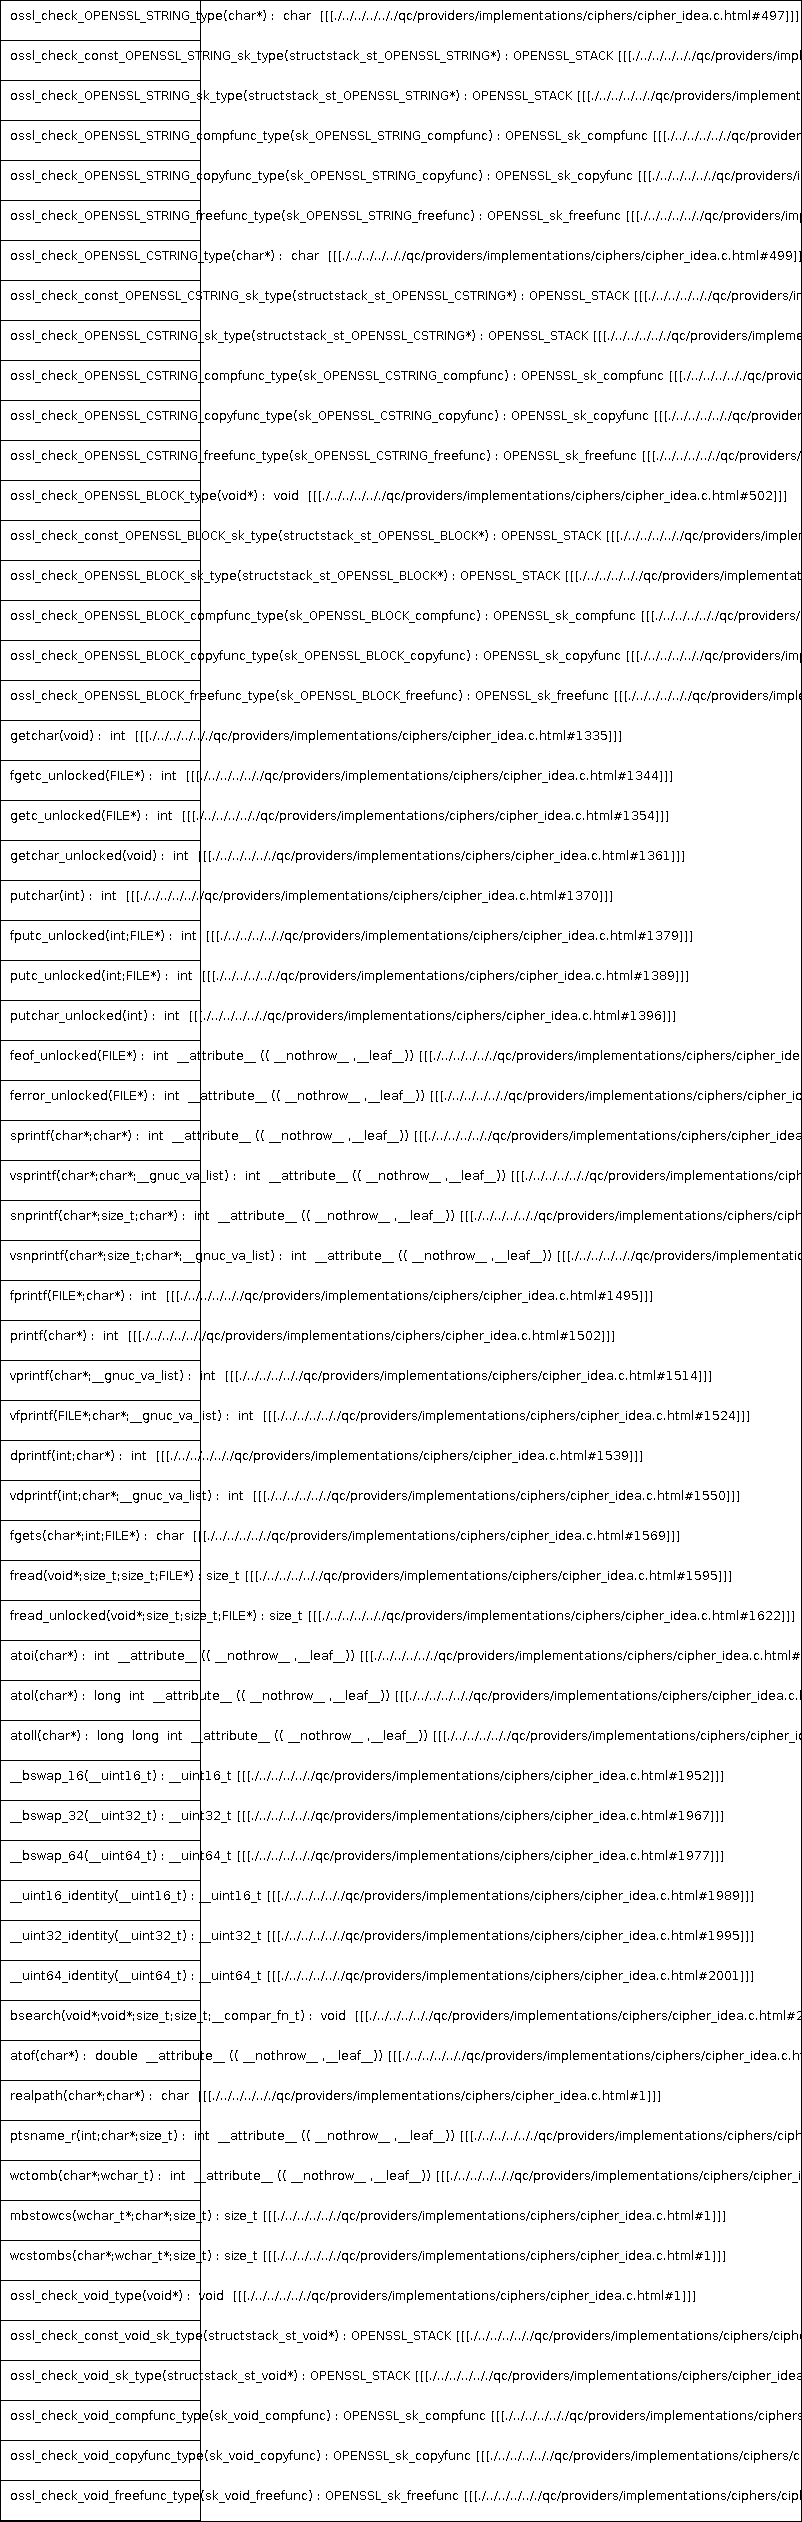 ossl_check_OPENSSL_STRING_type(char*) :  char  [[[./../../../../qc/providers/implementations/ciphers/cipher_idea.c.html#497]]]
ossl_check_const_OPENSSL_STRING_sk_type(structstack_st_OPENSSL_STRING*) : OPENSSL_STACK [[[./../../../../qc/providers/impl
ossl_check_OPENSSL_STRING_sk_type(structstack_st_OPENSSL_STRING*) : OPENSSL_STACK [[[./../../../../qc/providers/implement
ossl_check_OPENSSL_STRING_compfunc_type(sk_OPENSSL_STRING_compfunc) : OPENSSL_sk_compfunc [[[./../../../../qc/provider
ossl_check_OPENSSL_STRING_copyfunc_type(sk_OPENSSL_STRING_copyfunc) : OPENSSL_sk_copyfunc [[[./../../../../qc/providers/i
ossl_check_OPENSSL_STRING_freefunc_type(sk_OPENSSL_STRING_freefunc) : OPENSSL_sk_freefunc [[[./../../../../qc/providers/im
ossl_check_OPENSSL_CSTRING_type(char*) :  char  [[[./../../../../qc/providers/implementations/ciphers/cipher_idea.c.html#499]]
ossl_check_const_OPENSSL_CSTRING_sk_type(structstack_st_OPENSSL_CSTRING*) : OPENSSL_STACK [[[./../../../../qc/providers/in
ossl_check_OPENSSL_CSTRING_sk_type(structstack_st_OPENSSL_CSTRING*) : OPENSSL_STACK [[[./../../../../qc/providers/impleme
ossl_check_OPENSSL_CSTRING_compfunc_type(sk_OPENSSL_CSTRING_compfunc) : OPENSSL_sk_compfunc [[[./../../../../qc/provid
ossl_check_OPENSSL_CSTRING_copyfunc_type(sk_OPENSSL_CSTRING_copyfunc) : OPENSSL_sk_copyfunc [[[./../../../../qc/provider
ossl_check_OPENSSL_CSTRING_freefunc_type(sk_OPENSSL_CSTRING_freefunc) : OPENSSL_sk_freefunc [[[./../../../../qc/providers/
ossl_check_OPENSSL_BLOCK_type(void*) :  void  [[[./../../../../qc/providers/implementations/ciphers/cipher_idea.c.html#502]]]
ossl_check_const_OPENSSL_BLOCK_sk_type(structstack_st_OPENSSL_BLOCK*) : OPENSSL_STACK [[[./../../../../qc/providers/implem
ossl_check_OPENSSL_BLOCK_sk_type(structstack_st_OPENSSL_BLOCK*) : OPENSSL_STACK [[[./../../../../qc/providers/implementat
ossl_check_OPENSSL_BLOCK_compfunc_type(sk_OPENSSL_BLOCK_compfunc) : OPENSSL_sk_compfunc [[[./../../../../qc/providers/
ossl_check_OPENSSL_BLOCK_copyfunc_type(sk_OPENSSL_BLOCK_copyfunc) : OPENSSL_sk_copyfunc [[[./../../../../qc/providers/im
ossl_check_OPENSSL_BLOCK_freefunc_type(sk_OPENSSL_BLOCK_freefunc) : OPENSSL_sk_freefunc [[[./../../../../qc/providers/imple
getchar(void) :  int  [[[./../../../../qc/providers/implementations/ciphers/cipher_idea.c.html#1335]]]
fgetc_unlocked(FILE*) :  int  [[[./../../../../qc/providers/implementations/ciphers/cipher_idea.c.html#1344]]]
getc_unlocked(FILE*) :  int  [[[./../../../../qc/providers/implementations/ciphers/cipher_idea.c.html#1354]]]
getchar_unlocked(void) :  int  [[[./../../../../qc/providers/implementations/ciphers/cipher_idea.c.html#1361]]]
putchar(int) :  int  [[[./../../../../qc/providers/implementations/ciphers/cipher_idea.c.html#1370]]]
fputc_unlocked(int;FILE*) :  int  [[[./../../../../qc/providers/implementations/ciphers/cipher_idea.c.html#1379]]]
putc_unlocked(int;FILE*) :  int  [[[./../../../../qc/providers/implementations/ciphers/cipher_idea.c.html#1389]]]
putchar_unlocked(int) :  int  [[[./../../../../qc/providers/implementations/ciphers/cipher_idea.c.html#1396]]]
feof_unlocked(FILE*) :  int  __attribute__ (( __nothrow__ ,__leaf__)) [[[./../../../../qc/providers/implementations/ciphers/cipher_ide
ferror_unlocked(FILE*) :  int  __attribute__ (( __nothrow__ ,__leaf__)) [[[./../../../../qc/providers/implementations/ciphers/cipher_ic
sprintf(char*;char*) :  int  __attribute__ (( __nothrow__ ,__leaf__)) [[[./../../../../qc/providers/implementations/ciphers/cipher_idea
vsprintf(char*;char*;__gnuc_va_list) :  int  __attribute__ (( __nothrow__ ,__leaf__)) [[[./../../../../qc/providers/implementations/ciph
snprintf(char*;size_t;char*) :  int  __attribute__ (( __nothrow__ ,__leaf__)) [[[./../../../../qc/providers/implementations/ciphers/ciph
vsnprintf(char*;size_t;char*;__gnuc_va_list) :  int  __attribute__ (( __nothrow__ ,__leaf__)) [[[./../../../../qc/providers/implementatio
fprintf(FILE*;char*) :  int  [[[./../../../../qc/providers/implementations/ciphers/cipher_idea.c.html#1495]]]
printf(char*) :  int  [[[./../../../../qc/providers/implementations/ciphers/cipher_idea.c.html#1502]]]
vprintf(char*;__gnuc_va_list) :  int  [[[./../../../../qc/providers/implementations/ciphers/cipher_idea.c.html#1514]]]
vfprintf(FILE*;char*;__gnuc_va_list) :  int  [[[./../../../../qc/providers/implementations/ciphers/cipher_idea.c.html#1524]]]
dprintf(int;char*) :  int  [[[./../../../../qc/providers/implementations/ciphers/cipher_idea.c.html#1539]]]
vdprintf(int;char*;__gnuc_va_list) :  int  [[[./../../../../qc/providers/implementations/ciphers/cipher_idea.c.html#1550]]]
fgets(char*;int;FILE*) :  char  [[[./../../../../qc/providers/implementations/ciphers/cipher_idea.c.html#1569]]]
fread(void*;size_t;size_t;FILE*) : size_t [[[./../../../../qc/providers/implementations/ciphers/cipher_idea.c.html#1595]]]
fread_unlocked(void*;size_t;size_t;FILE*) : size_t [[[./../../../../qc/providers/implementations/ciphers/cipher_idea.c.html#1622]]]
atoi(char*) :  int  __attribute__ (( __nothrow__ ,__leaf__)) [[[./../../../../qc/providers/implementations/ciphers/cipher_idea.c.html#
atol(char*) :  long  int  __attribute__ (( __nothrow__ ,__leaf__)) [[[./../../../../qc/providers/implementations/ciphers/cipher_idea.c.
atoll(char*) :  long  long  int  __attribute__ (( __nothrow__ ,__leaf__)) [[[./../../../../qc/providers/implementations/ciphers/cipher_id
__bswap_16(__uint16_t) : __uint16_t [[[./../../../../qc/providers/implementations/ciphers/cipher_idea.c.html#1952]]]
__bswap_32(__uint32_t) : __uint32_t [[[./../../../../qc/providers/implementations/ciphers/cipher_idea.c.html#1967]]]
__bswap_64(__uint64_t) : __uint64_t [[[./../../../../qc/providers/implementations/ciphers/cipher_idea.c.html#1977]]]
__uint16_identity(__uint16_t) : __uint16_t [[[./../../../../qc/providers/implementations/ciphers/cipher_idea.c.html#1989]]]
__uint32_identity(__uint32_t) : __uint32_t [[[./../../../../qc/providers/implementations/ciphers/cipher_idea.c.html#1995]]]
__uint64_identity(__uint64_t) : __uint64_t [[[./../../../../qc/providers/implementations/ciphers/cipher_idea.c.html#2001]]]
bsearch(void*;void*;size_t;size_t;__compar_fn_t) :  void  [[[./../../../../qc/providers/implementations/ciphers/cipher_idea.c.html#2
atof(char*) :  double  __attribute__ (( __nothrow__ ,__leaf__)) [[[./../../../../qc/providers/implementations/ciphers/cipher_idea.c.ht
realpath(char*;char*) :  char  [[[./../../../../qc/providers/implementations/ciphers/cipher_idea.c.html#1]]]
ptsname_r(int;char*;size_t) :  int  __attribute__ (( __nothrow__ ,__leaf__)) [[[./../../../../qc/providers/implementations/ciphers/ciph
wctomb(char*;wchar_t) :  int  __attribute__ (( __nothrow__ ,__leaf__)) [[[./../../../../qc/providers/implementations/ciphers/cipher_i
mbstowcs(wchar_t*;char*;size_t) : size_t [[[./../../../../qc/providers/implementations/ciphers/cipher_idea.c.html#1]]]
wcstombs(char*;wchar_t*;size_t) : size_t [[[./../../../../qc/providers/implementations/ciphers/cipher_idea.c.html#1]]]
ossl_check_void_type(void*) :  void  [[[./../../../../qc/providers/implementations/ciphers/cipher_idea.c.html#1]]]
ossl_check_const_void_sk_type(structstack_st_void*) : OPENSSL_STACK [[[./../../../../qc/providers/implementations/ciphers/ciphe
ossl_check_void_sk_type(structstack_st_void*) : OPENSSL_STACK [[[./../../../../qc/providers/implementations/ciphers/cipher_idea
ossl_check_void_compfunc_type(sk_void_compfunc) : OPENSSL_sk_compfunc [[[./../../../../qc/providers/implementations/ciphers
ossl_check_void_copyfunc_type(sk_void_copyfunc) : OPENSSL_sk_copyfunc [[[./../../../../qc/providers/implementations/ciphers/c
ossl_check_void_freefunc_type(sk_void_freefunc) : OPENSSL_sk_freefunc [[[./../../../../qc/providers/implementations/ciphers/cipl